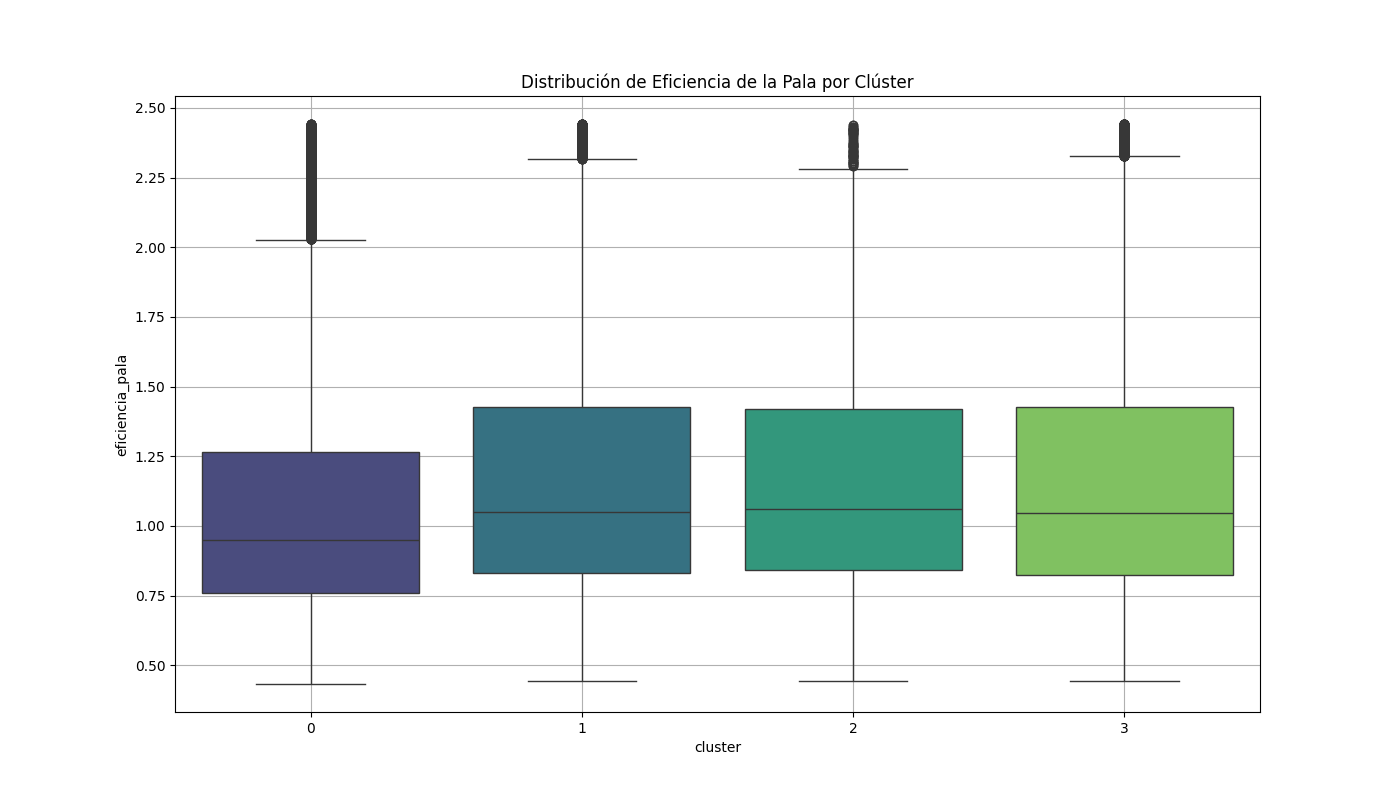 Distribución de Eficiencia de la Pala por Clúster
2.50
2.25
2.00
1.75
1.50
1.25
1.00
0.75
0.50
eficiencia_pala
0 1 2 3
cluster